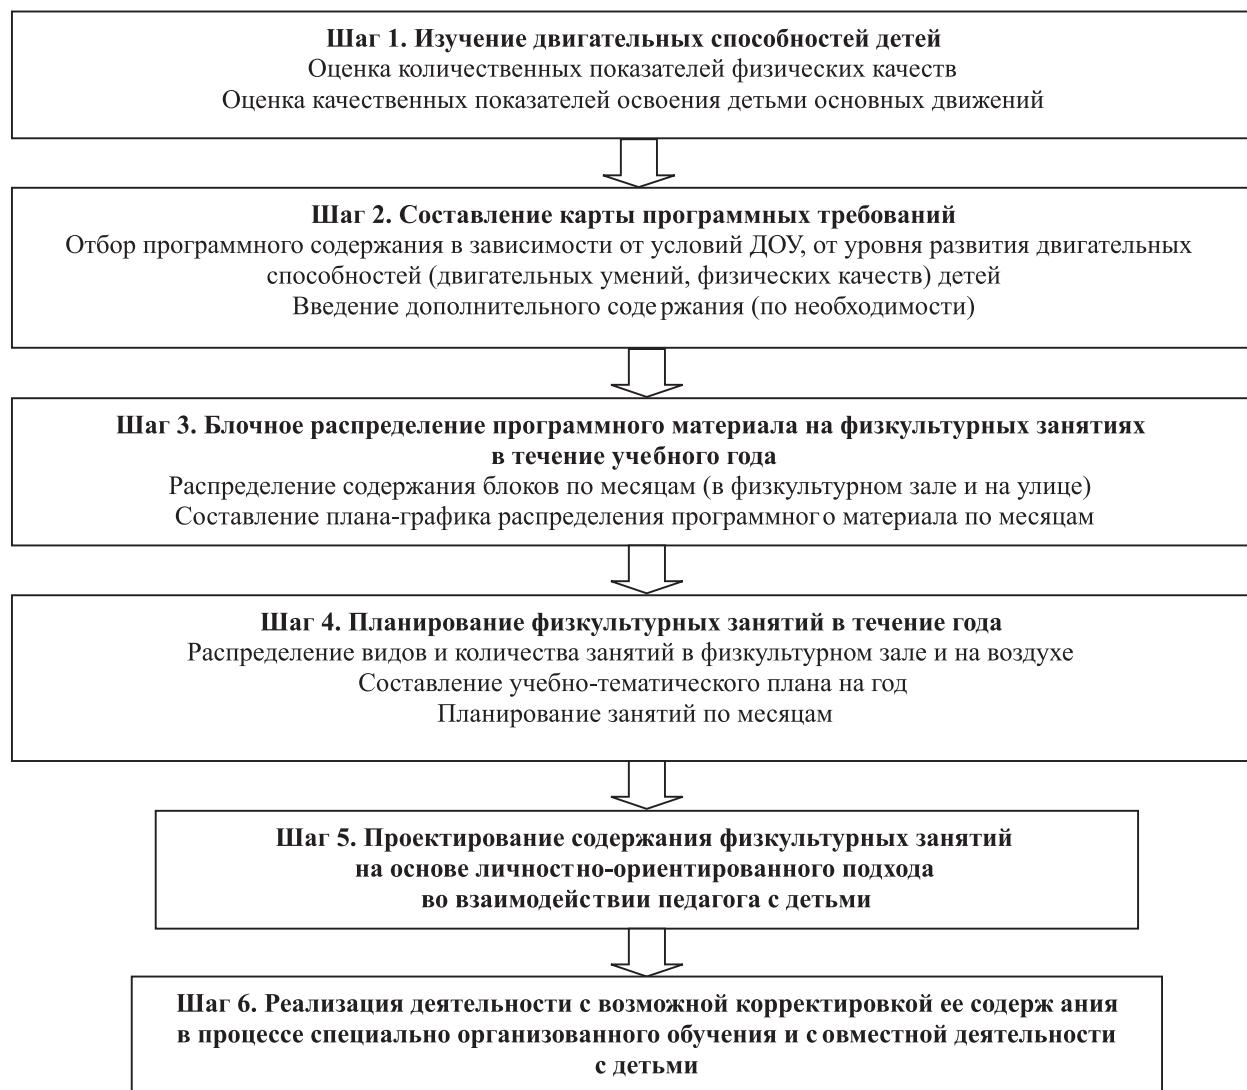 Шаг 1. Изучение двигательных способностей детей
Оценка количественных показателей физических качеств
Оценка качественных показателей освоения детьми основных движений
Шаг 2. Составление карты программных требований
Отбор программного содержания в зависимости от условий ДОУ, от уровня развития двигательных
способностей (двигательных умений, физических качеств) детей
Введение дополнительного содержания (по необходимости)
Шаг 3. Блочное распределение программного материала на физкультурных занятиях
в течение учебного года
Распределение содержания блоков по месяцам (в физкультурном зале и на улице)
Составление плана-графика распределения программного материала по месяцам
Шаг 4. Планирование физкультурных занятий в течение года
Распределение видов и количества занятий в физкультурном зале и на воздухе
Составление учебно-тематического плана на год
Планирование занятий по месяцам
Шаг 5. Проектирование содержания физкультурных занятий
на основе личностно-ориентированного подхода
во взаимодействии педагога с детьми
Шаг 6. Реализация деятельности с возможной корректировкой ее содержания
в процессе специально организованного обучения и совместной деятельности
с детьми